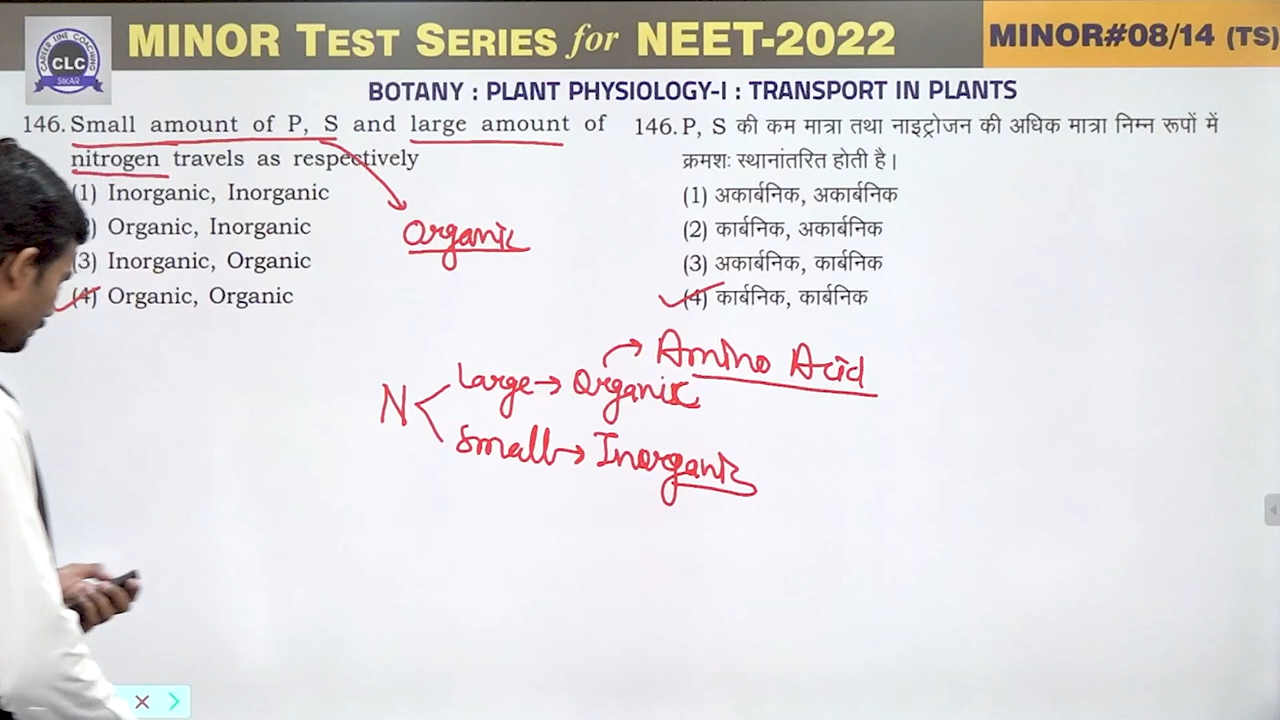 CAREER LINE COACHING
CLC
SIKAR
MINOR TEST SERIES for NEET-2022
MINOR#08/14 (TS)
BOTANY : PLANT PHYSIOLOGY-I : TRANSPORT IN PLANTS
146. Small amount of P, S and large amount of
nitrogen travels as respectively
(1) Inorganic, Inorganic
) Organic, Inorganic
(3) Inorganic, Organic
(4) Organic, Organic
Organic
146. P, S की कम मात्रा तथा नाइट्रोजन की अधिक मात्रा निम्न रूपों में
क्रमशः स्थानांतरित होती है।
(1) अकार्बनिक, अकार्बनिक
(2) कार्बनिक, अकार्बनिक
(3) अकार्बनिक, कार्बनिक
(4) कार्बनिक, कार्बनिक
N
Large → Organic → Amino Acid
Small → Inorganic